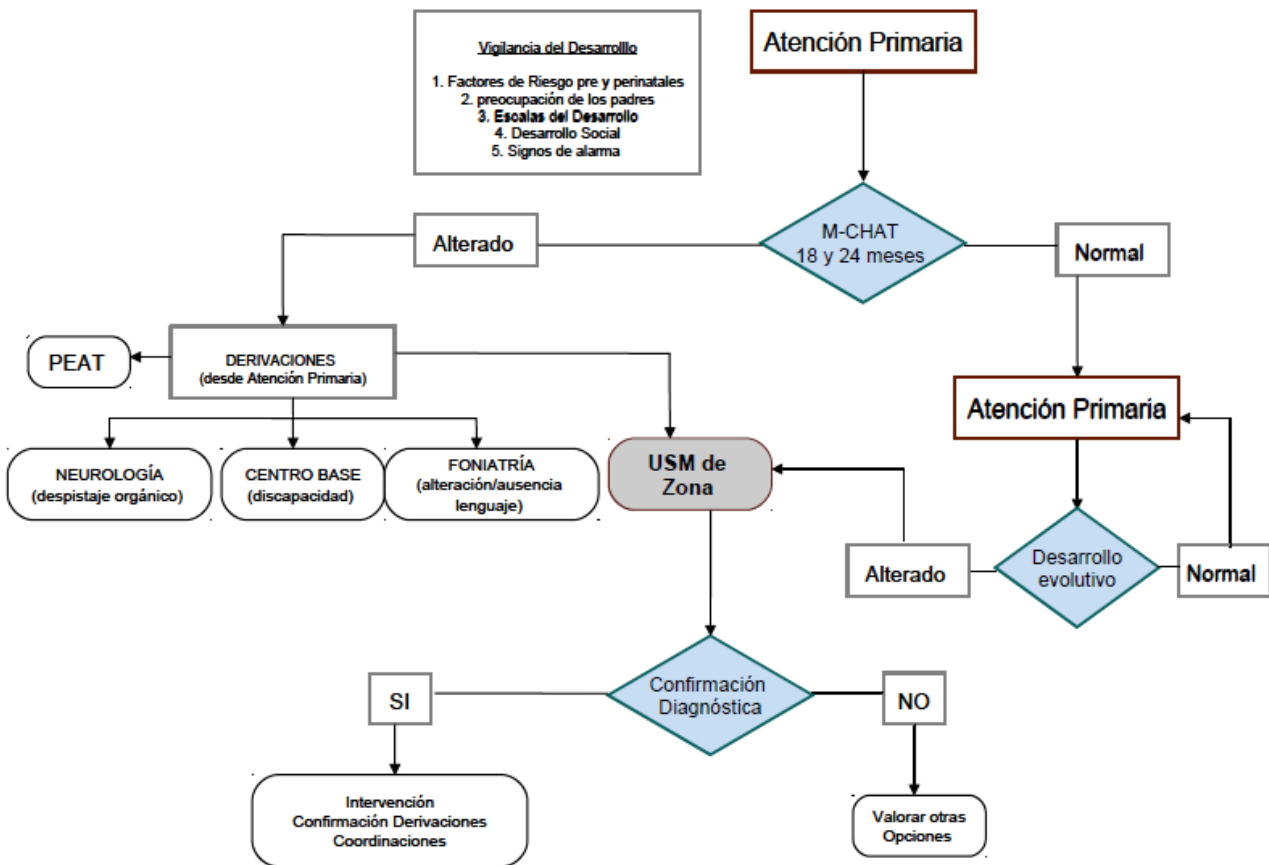 Vigilancia del Desarrolllo
1. Factores de Riesgo pre y perinatales
2. preocupación de los padres
3. Escalas del Desarrollo
4. Desarrollo Social
5. Signos de alarma
Atención Primaria
M-CHAT
18 y 24 meses
Alterado
Normal
PEAT
DERIVACIONES
(desde Atención Primaria)
Atención Primaria
NEUROLOGÍA
(despistaje orgánico)
CENTRO BASE
(discapacidad)
FONIATRÍA
(alteración/ausencia
lenguaje)
USM de
Zona
Alterado
Desarrollo
evolutivo
Normal
Confirmación
Diagnóstica
SI
NO
Intervención
Confirmación Derivaciones
Coordinaciones
Valorar otras
Opciones